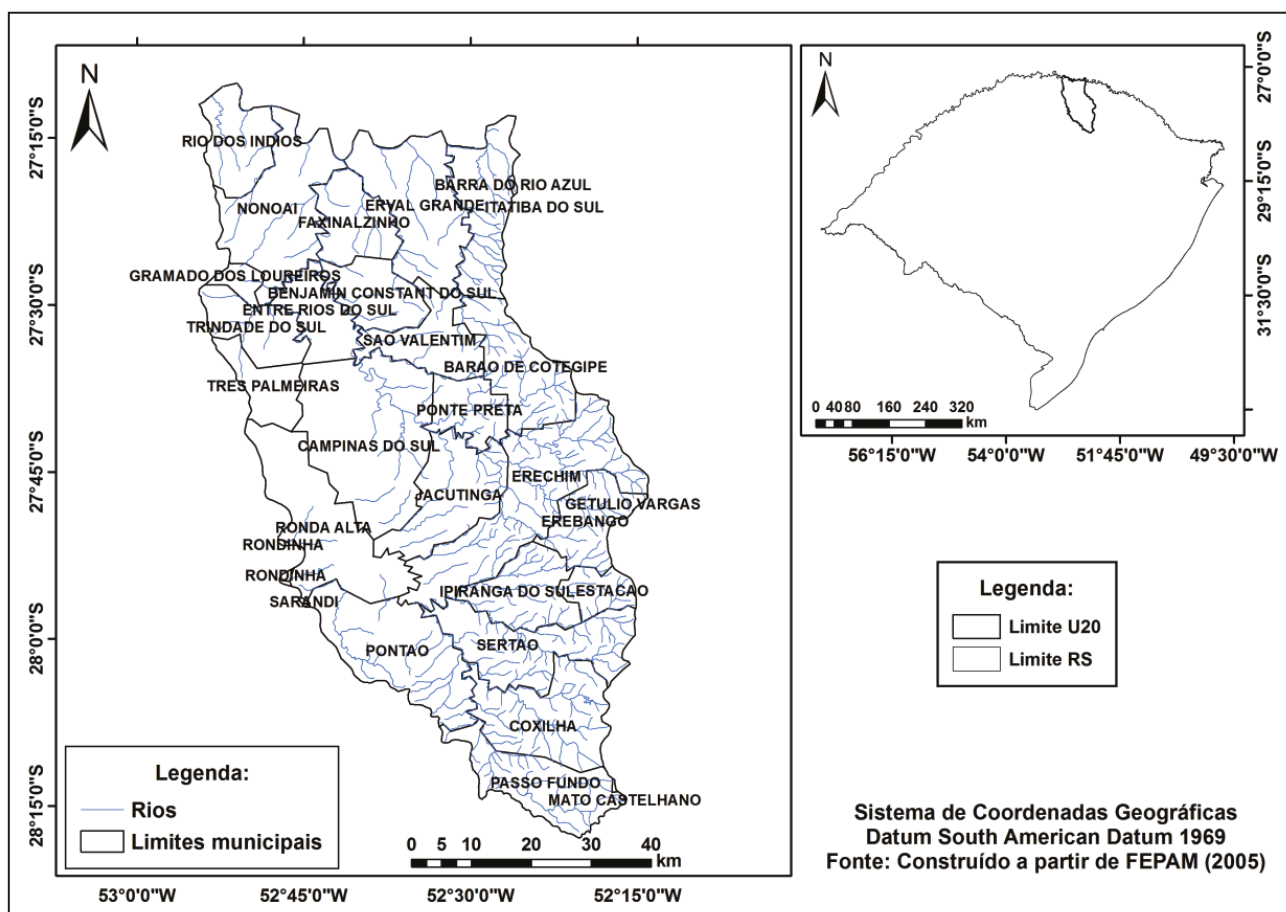 N
27°15'0"S
27°30'0"S
27°45'0"S
28°0'0"S
28°15'0"S
RIO DOS INDIOS
BARRA DO RIO AZUL
NONOAI
ERVAL GRANDE
ITATIBA DO SUL
FAXINALZINHO
GRAMADO DOS LOUREIROS
BENJAMIN CONSTANT DO SUL
ENTRE RIOS DO SUL
TRINDADE DO SUL
SAO VALENTIM
BARAO DE COTEGIPE
TRES PALMEIRAS
PONTE PRETA
CAMPINAS DO SUL
ERECHIM
JACUTINGA
GETULIO VARGAS
EREBANGO
RONDA ALTA
RONDINHA
RONDINHA
IPIRANGA DO SUL
ESTACAO
SARANDI
SERTAO
PONTAO
COXILHA
PASSO FUNDO
MATO CASTELHANO
Legenda:
Rios
Limites municipais
0 5 10 20 30 40
km
53°0'0"W 52°45'0"W 52°30'0"W 52°15'0"W
N
27°0'0"S
29°15'0"S
31°30'0"S
0 40 80 160 240 320
km
56°15'0"W 54°0'0"W 51°45'0"W 49°30'0"W
Legenda:
Limite U20
Limite RS
Sistema de Coordenadas Geográficas
Datum South American Datum 1969
Fonte: Construído a partir de FEPAM (2005)